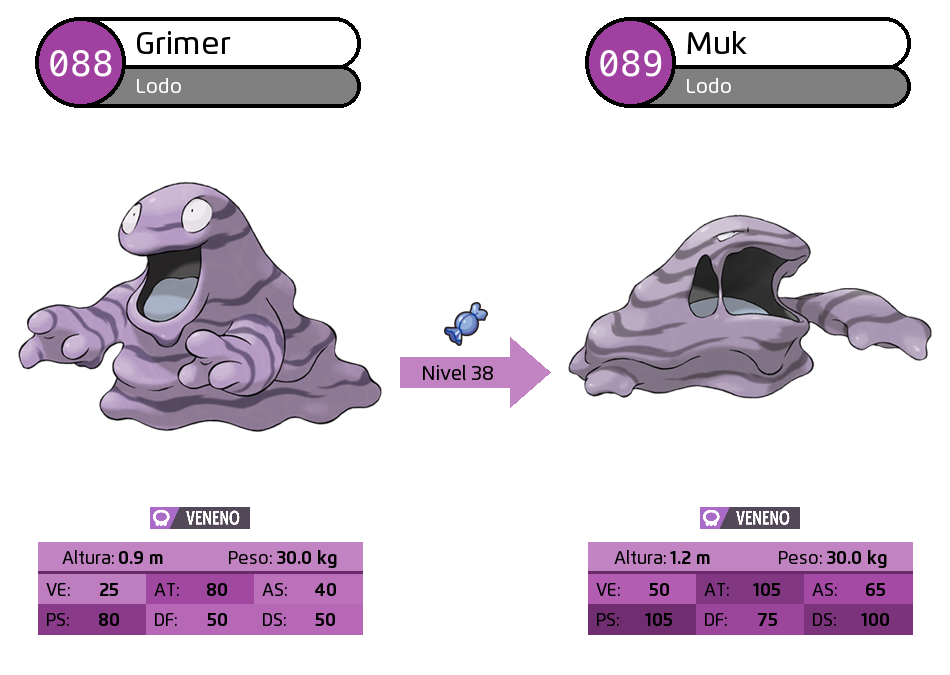 088
Grimer
Lodo
089
Muk
Lodo
Nivel 38
VENENO
Altura: 0.9 m Peso: 30.0 kg
VE: 25 AT: 80 AS: 40
PS: 80 DF: 50 DS: 50
VENENO
Altura: 1.2 m Peso: 30.0 kg
VE: 50 AT: 105 AS: 65
PS: 105 DF: 75 DS: 100